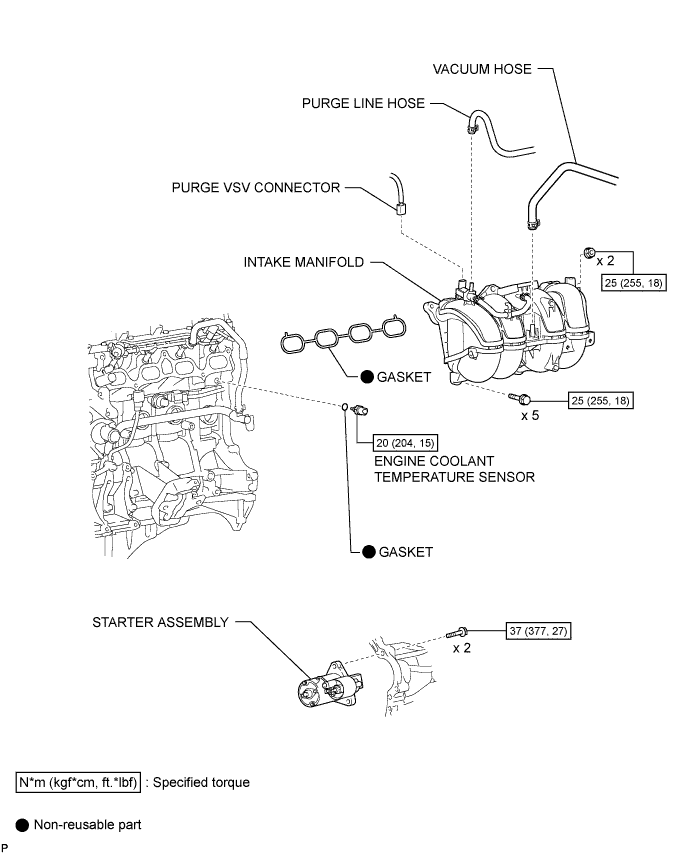 VACUUM HOSE
PURGE LINE HOSE
PURGE VSV CONNECTOR
INTAKE MANIFOLD
x 2
25 (255, 18)
GASKET
25 (255, 18)
x 5
20 (204, 15)
ENGINE COOLANT
TEMPERATURE SENSOR
GASKET
STARTER ASSEMBLY
37 (377, 27)
x 2
N*m (kgf*cm, ft.*lbf) : Specified torque
Non-reusable part
P